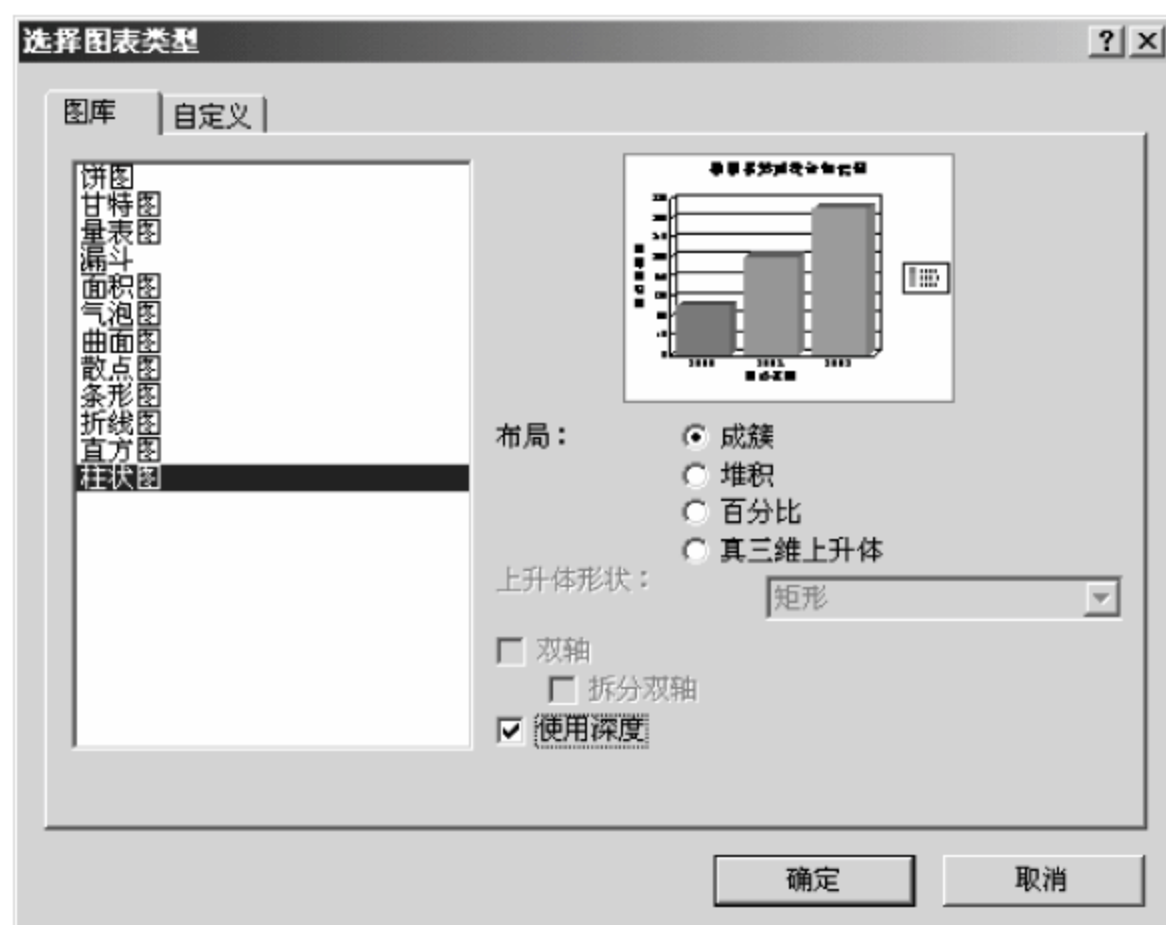 选择图表类型
图库 自定义
饼图
甘特图
量表图
漏斗
面积图
气泡图
曲面图
散点图
条形图
折线图
直方图
柱状图
布局：
成簇
堆积
百分比
真三維上升体
上升体形状：
矩形
双轴
拆分双轴
使用深度
确定 取消